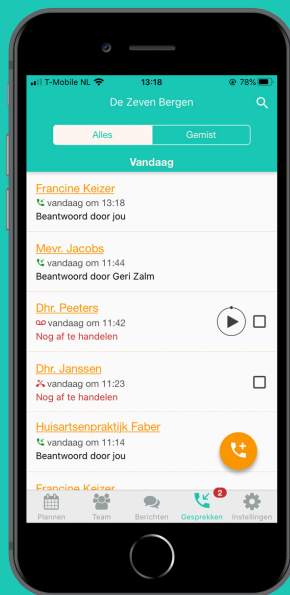 T-Mobile NL
13:18
78%
De Zeven Bergen
Alles
Gemist
Vandaag
Francine Keizer
vandaag om 13:18
Beantwoord door jou
Mevr. Jacobs
vandaag om 11:44
Beantwoord door Geri Zalm
Dhr. Peeters
vandaag om 11:42
Nog af te handelen
Dhr. Janssen
vandaag om 11:23
Nog af te handelen
Huisartsenpraktijk Faber
vandaag om 11:14
Beantwoord door jou
Francine Keizer
2
Plannen
Team
Berichten
Gesprekken
Instellingen